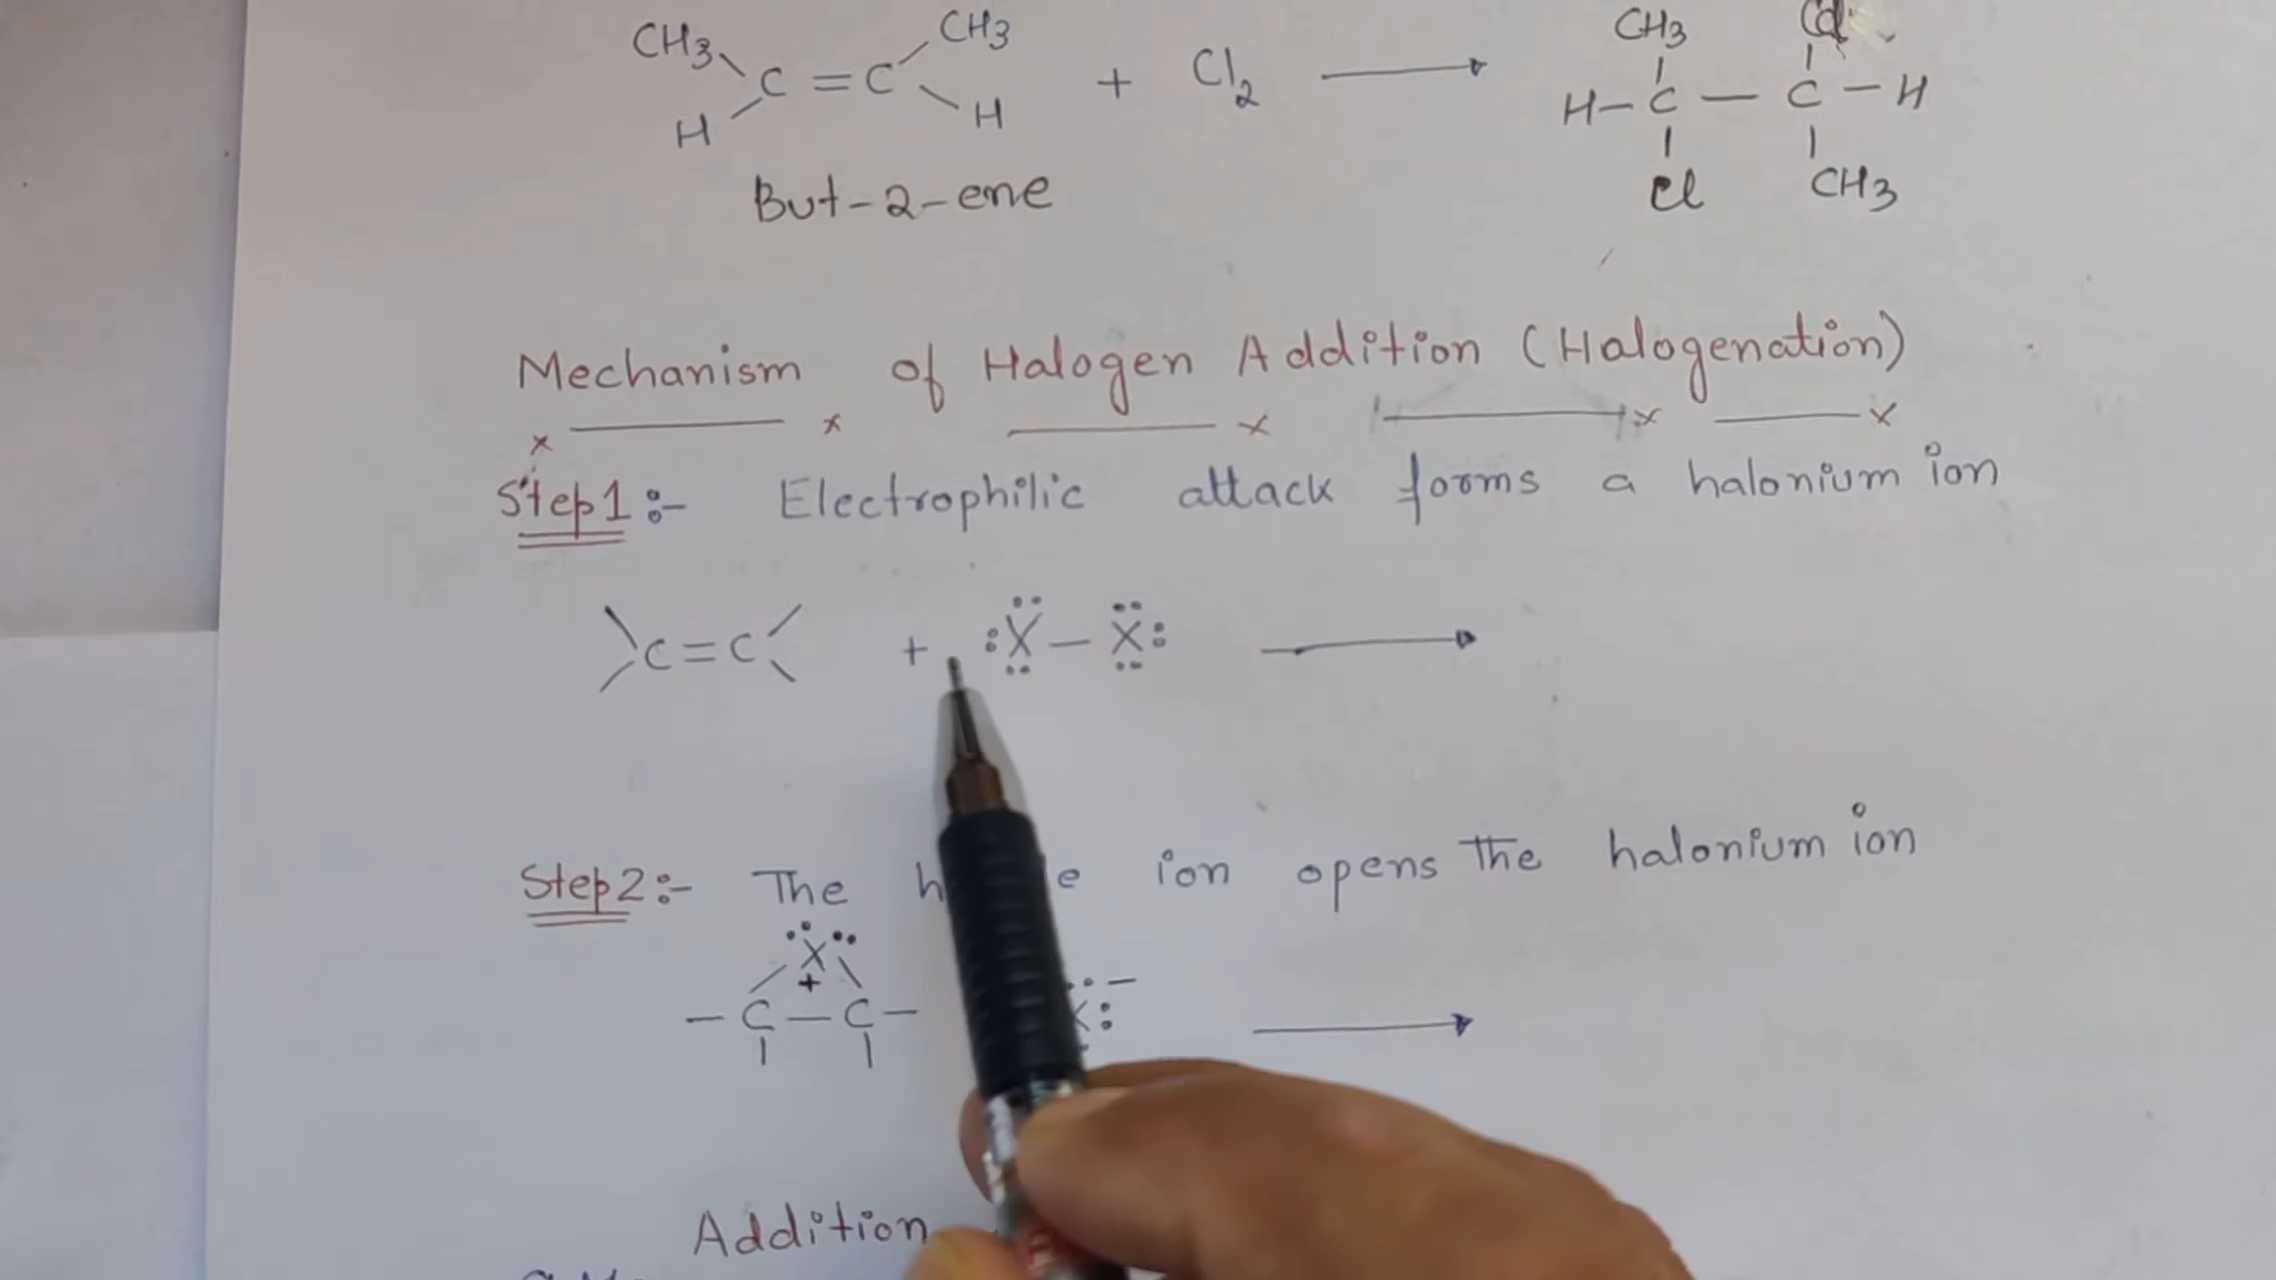 CH3 CH3 CH3 Cl
C = C + Cl2 → H - C - C - H
H H
But-2-ene Cl CH3
Mechanism of Halogen Addition (Halogenation)
Step1:- Electrophilic attack forms a halonium ion
C = C + :X - X: →
Step2:- The ion opens The halonium ion
X
+
- C - C - X: - →
Addition